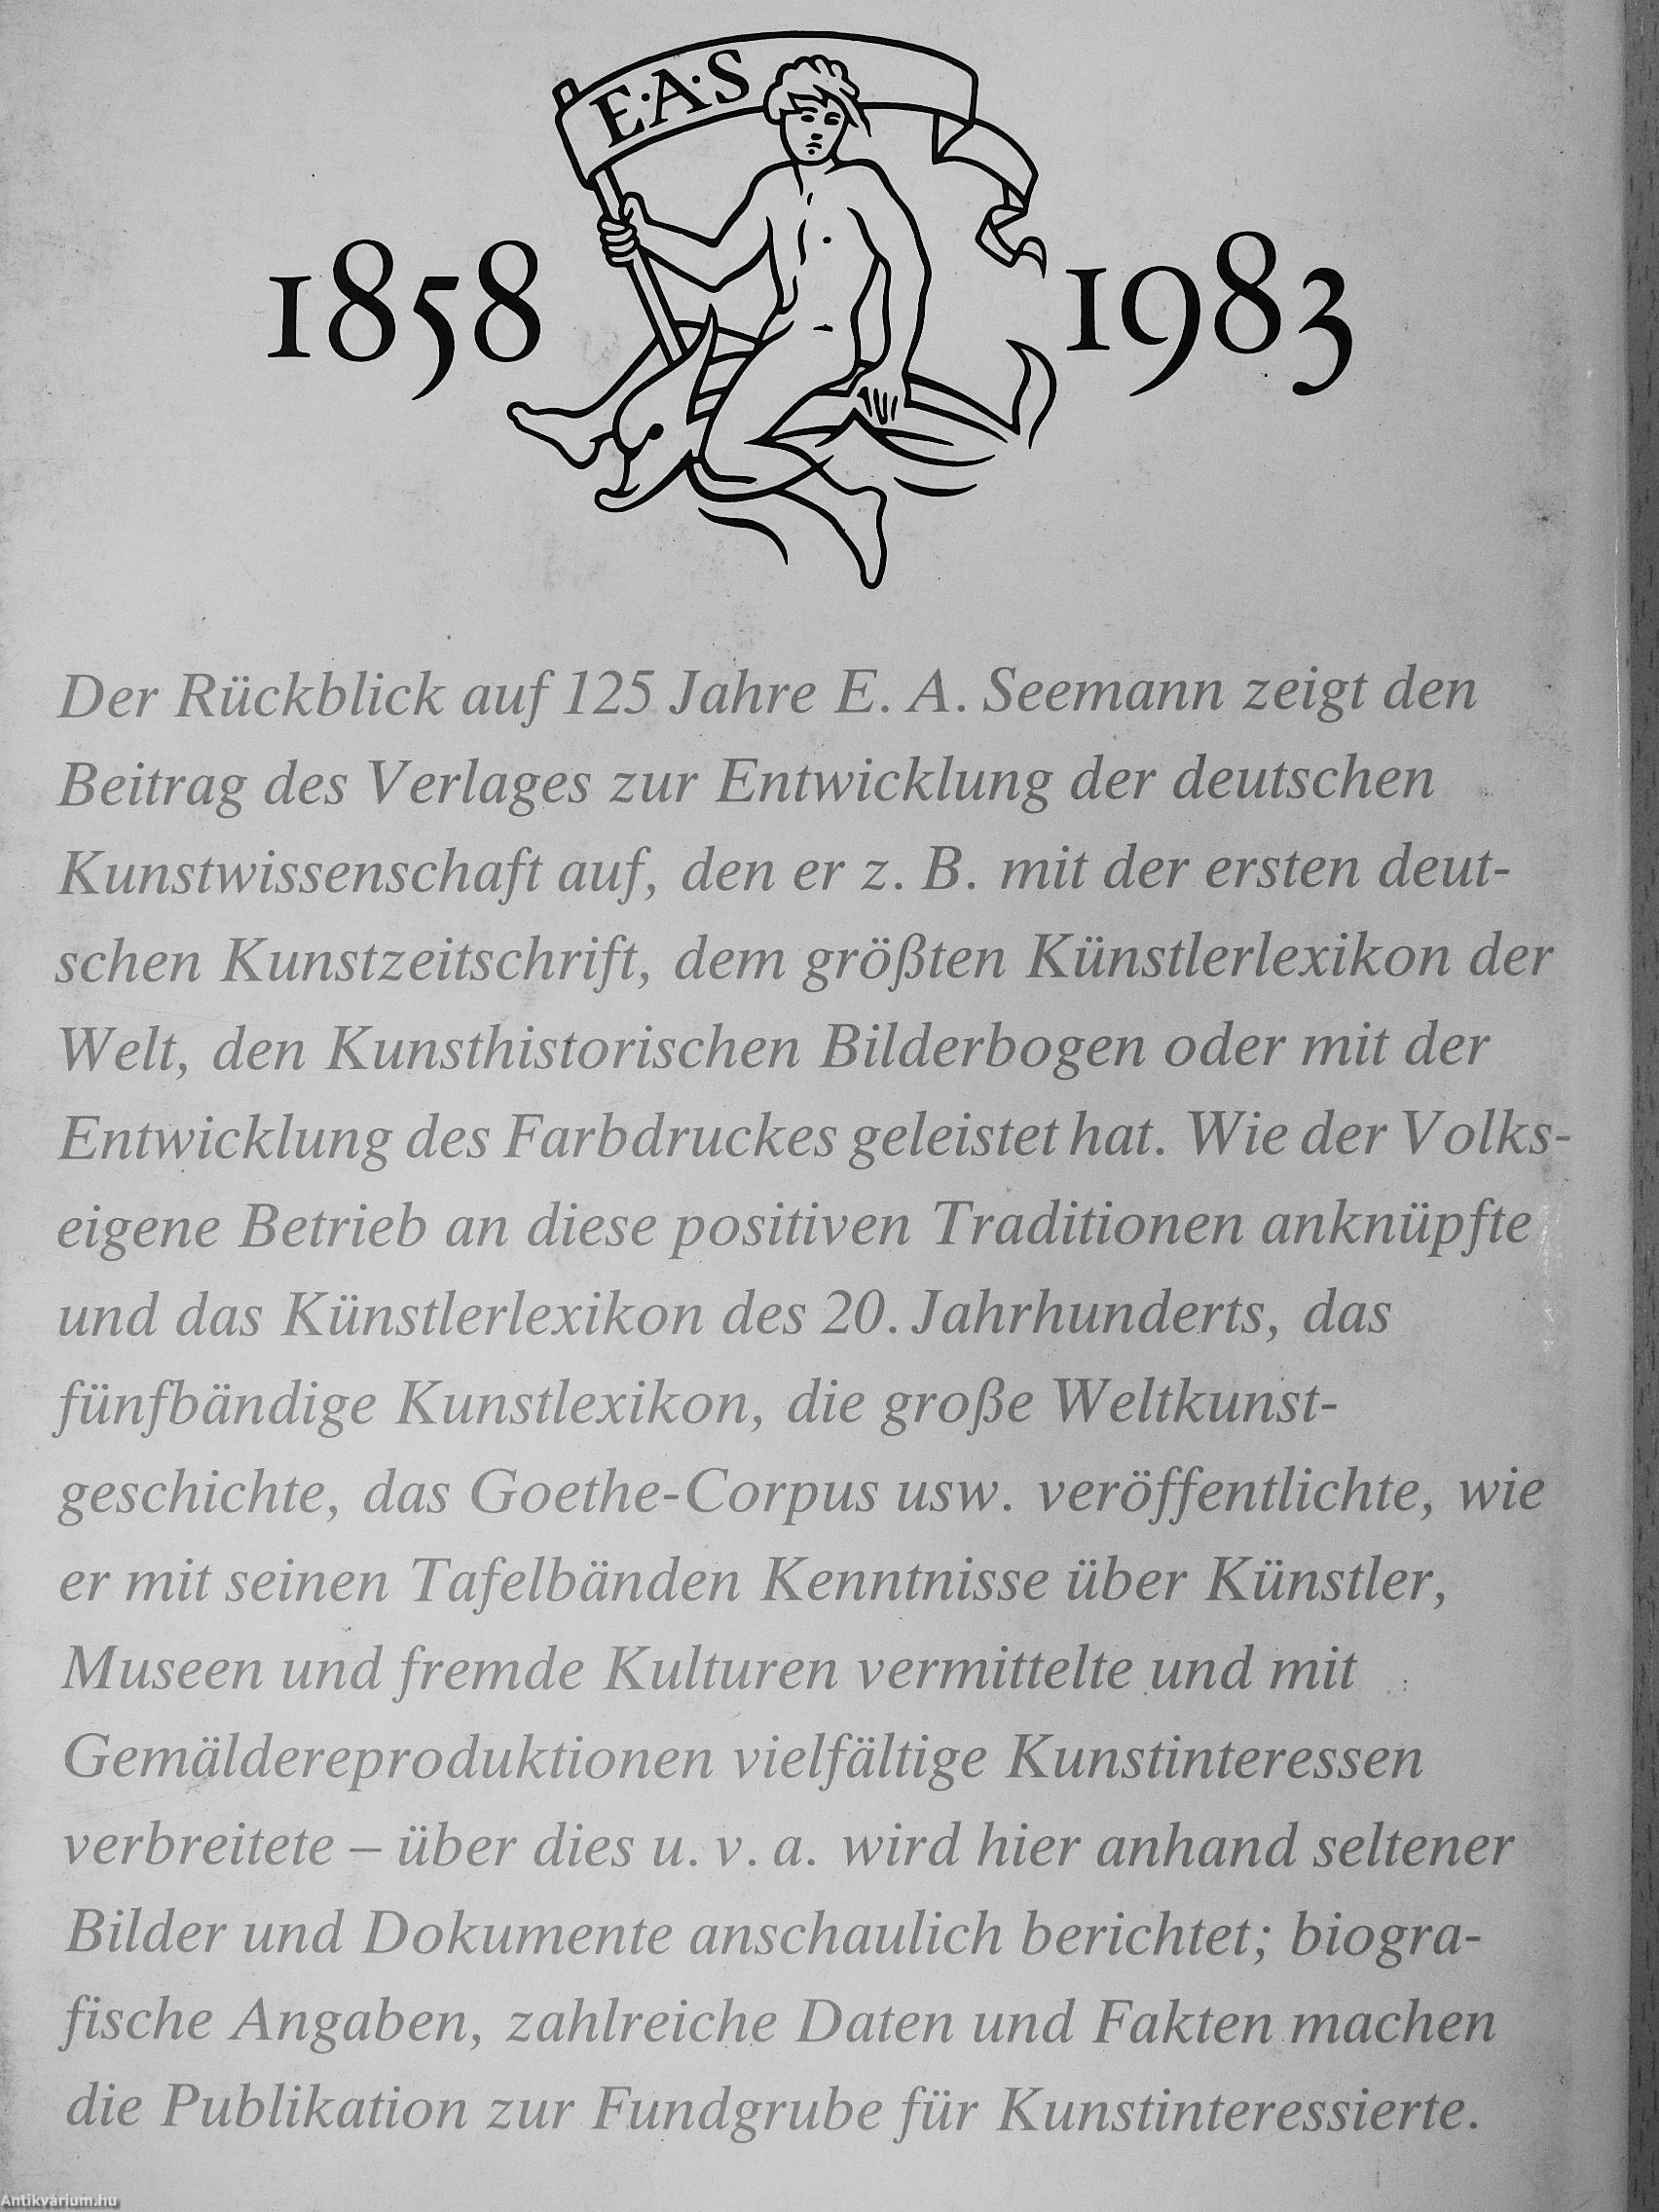 E·A·S
1858 1983
Der Rückblick auf 125 Jahre E. A. Seemann zeigt den
Beitrag des Verlages zur Entwicklung der deutschen
Kunstwissenschaft auf, den er z. B. mit der ersten deut-
schen Kunstzeitschrift, dem größten Künstlerlexikon der
Welt, den Kunsthistorischen Bilderbogen oder mit der
Entwicklung des Farbdruckes geleistet hat. Wie der Volks-
eigene Betrieb an diese positiven Traditionen anknüpfte
und das Künstlerlexikon des 20. Jahrhunderts, das
fünfbändige Kunstlexikon, die große Weltkunst-
geschichte, das Goethe-Corpus usw. veröffentlichte, wie
er mit seinen Tafelbänden Kenntnisse über Künstler,
Museen und fremde Kulturen vermittelte und mit
Gemäldereproduktionen vielfältige Kunstinteressen
verbreitete – über dies u. v. a. wird hier anhand seltener
Bilder und Dokumente anschaulich berichtet; biogra-
fische Angaben, zahlreiche Daten und Fakten machen
die Publikation zur Fundgrube für Kunstinteressierte.
Antikvárium.hu